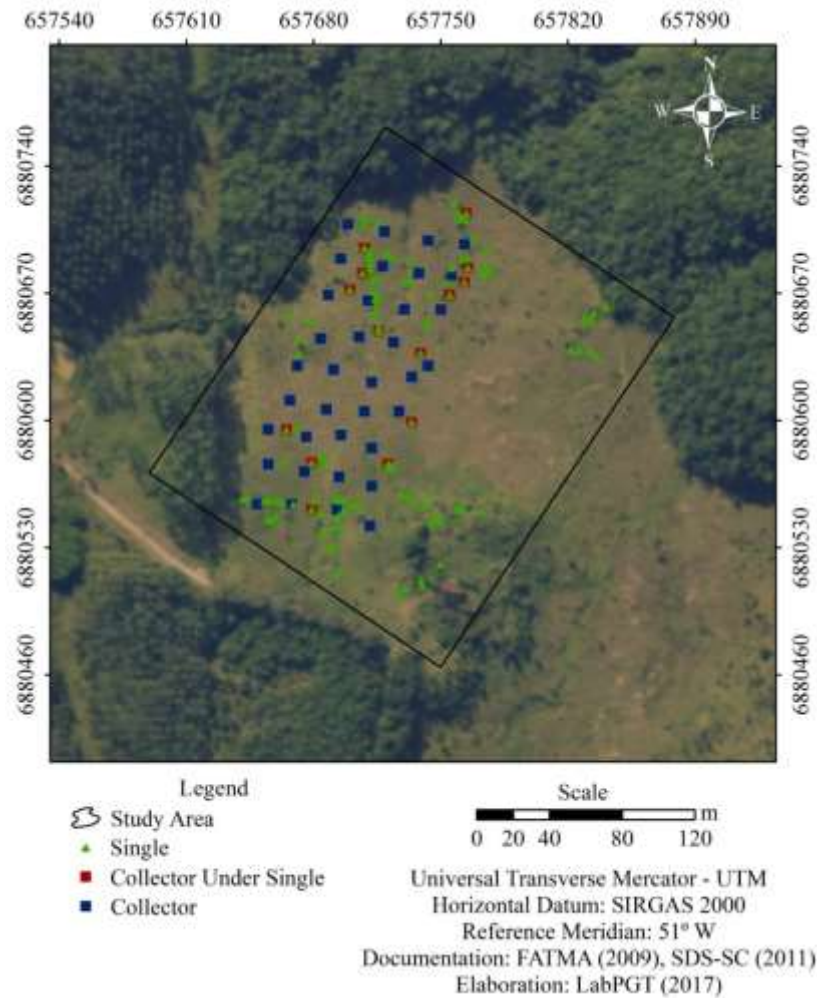 657540 657610 657680 657750 657820 657890
N
W E
S
6880740 6880740
6880670 6880670
6880600 6880600
6880530 6880530
6880460 6880460
Legend
Study Area
Single
Collector Under Single
Collector
Scale
m
0 20 40 80 120
Universal Transverse Mercator - UTM
Horizontal Datum: SIRGAS 2000
Reference Meridian: 51º W
Documentation: FATMA (2009), SDS-SC (2011)
Elaboration: LabPGT (2017)